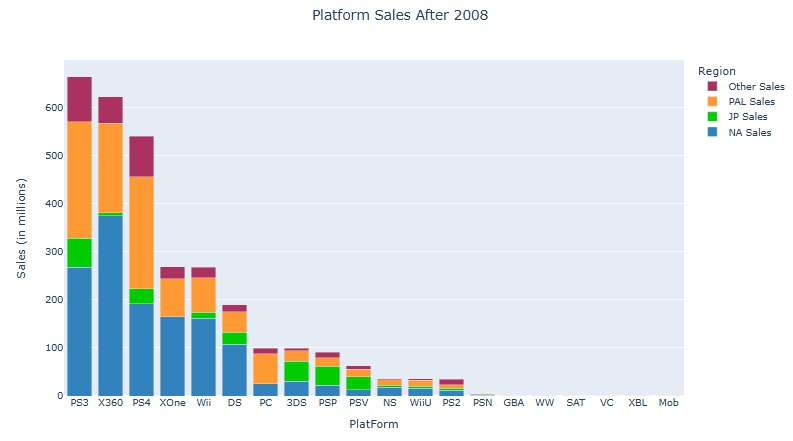 Platform Sales After 2008
Region
Other Sales
PAL Sales
JP Sales
NA Sales
Sales (in millions)
600
500
400
300
200
100
0
PS3 X360 PS4 XOne Wii DS PC 3DS PSP PSV NS WiiU PS2 PSN GBA WW SAT VC XBL Mob
PlatForm